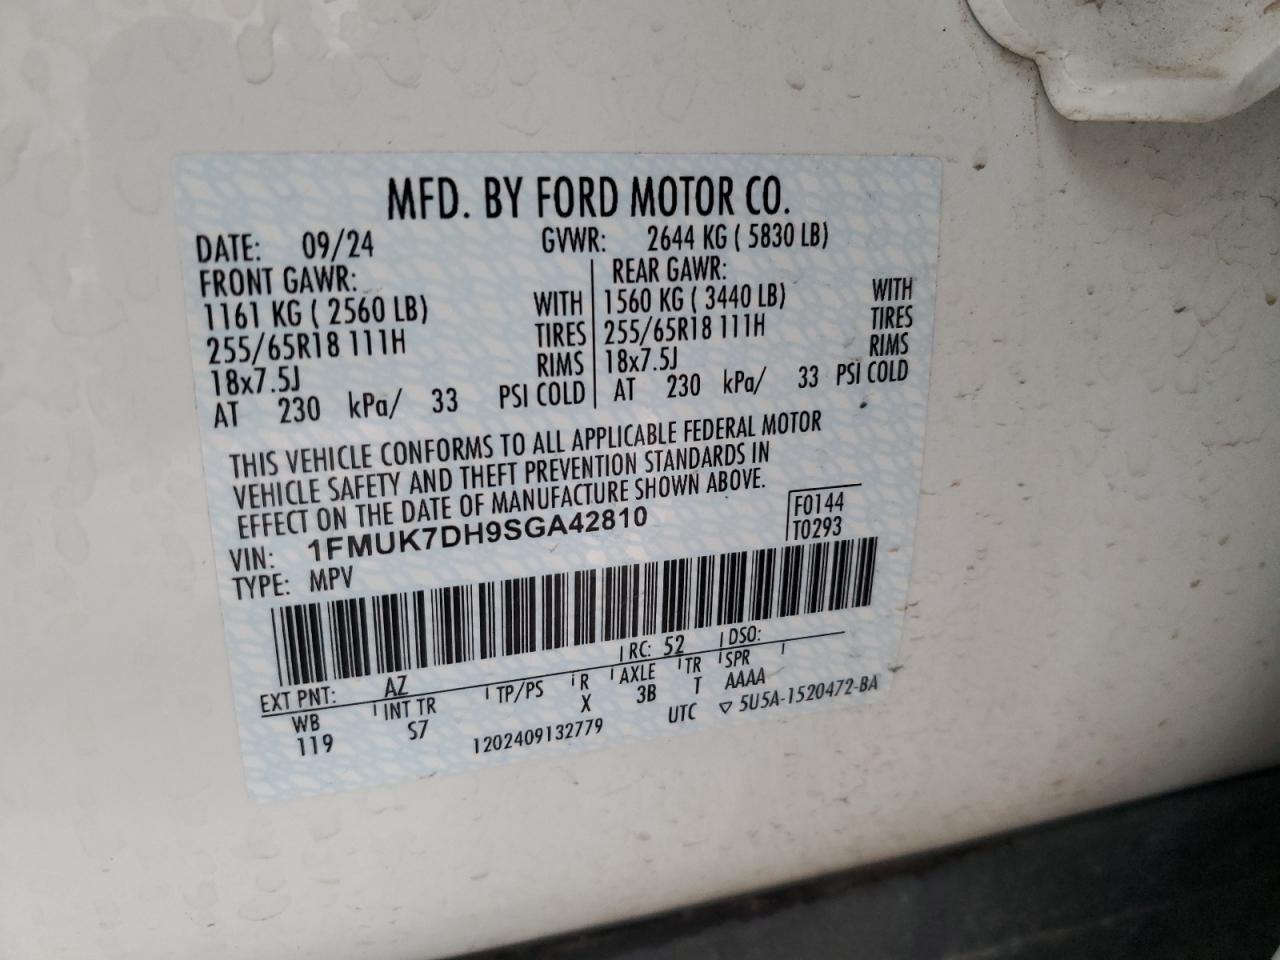 MFD. BY FORD MOTOR CO.
DATE: 09/24 GVWR: 2644 KG ( 5830 LB)
FRONT GAWR: REAR GAWR:
1161 KG ( 2560 LB) WITH 1560 KG ( 3440 LB) WITH
255/65R18 111H TIRES 255/65R18 111H TIRES
18x7.5J RIMS 18x7.5J RIMS
AT 230 kPa/ 33 PSI COLD AT 230 kPa/ 33 PSI COLD
THIS VEHICLE CONFORMS TO ALL APPLICABLE FEDERAL MOTOR
VEHICLE SAFETY AND THEFT PREVENTION STANDARDS IN
EFFECT ON THE DATE OF MANUFACTURE SHOWN ABOVE.
VIN: 1FMUK7DH9SGA42810 F0144
TYPE: MPV T0293
EXT PNT: AZ RC: 52 DSO:
WB INT TR TP/PS R AXLE TR SPR
119 S7 X 3B T AAAA
1202409132779 UTC ▽ 5U5A-1520472-BA